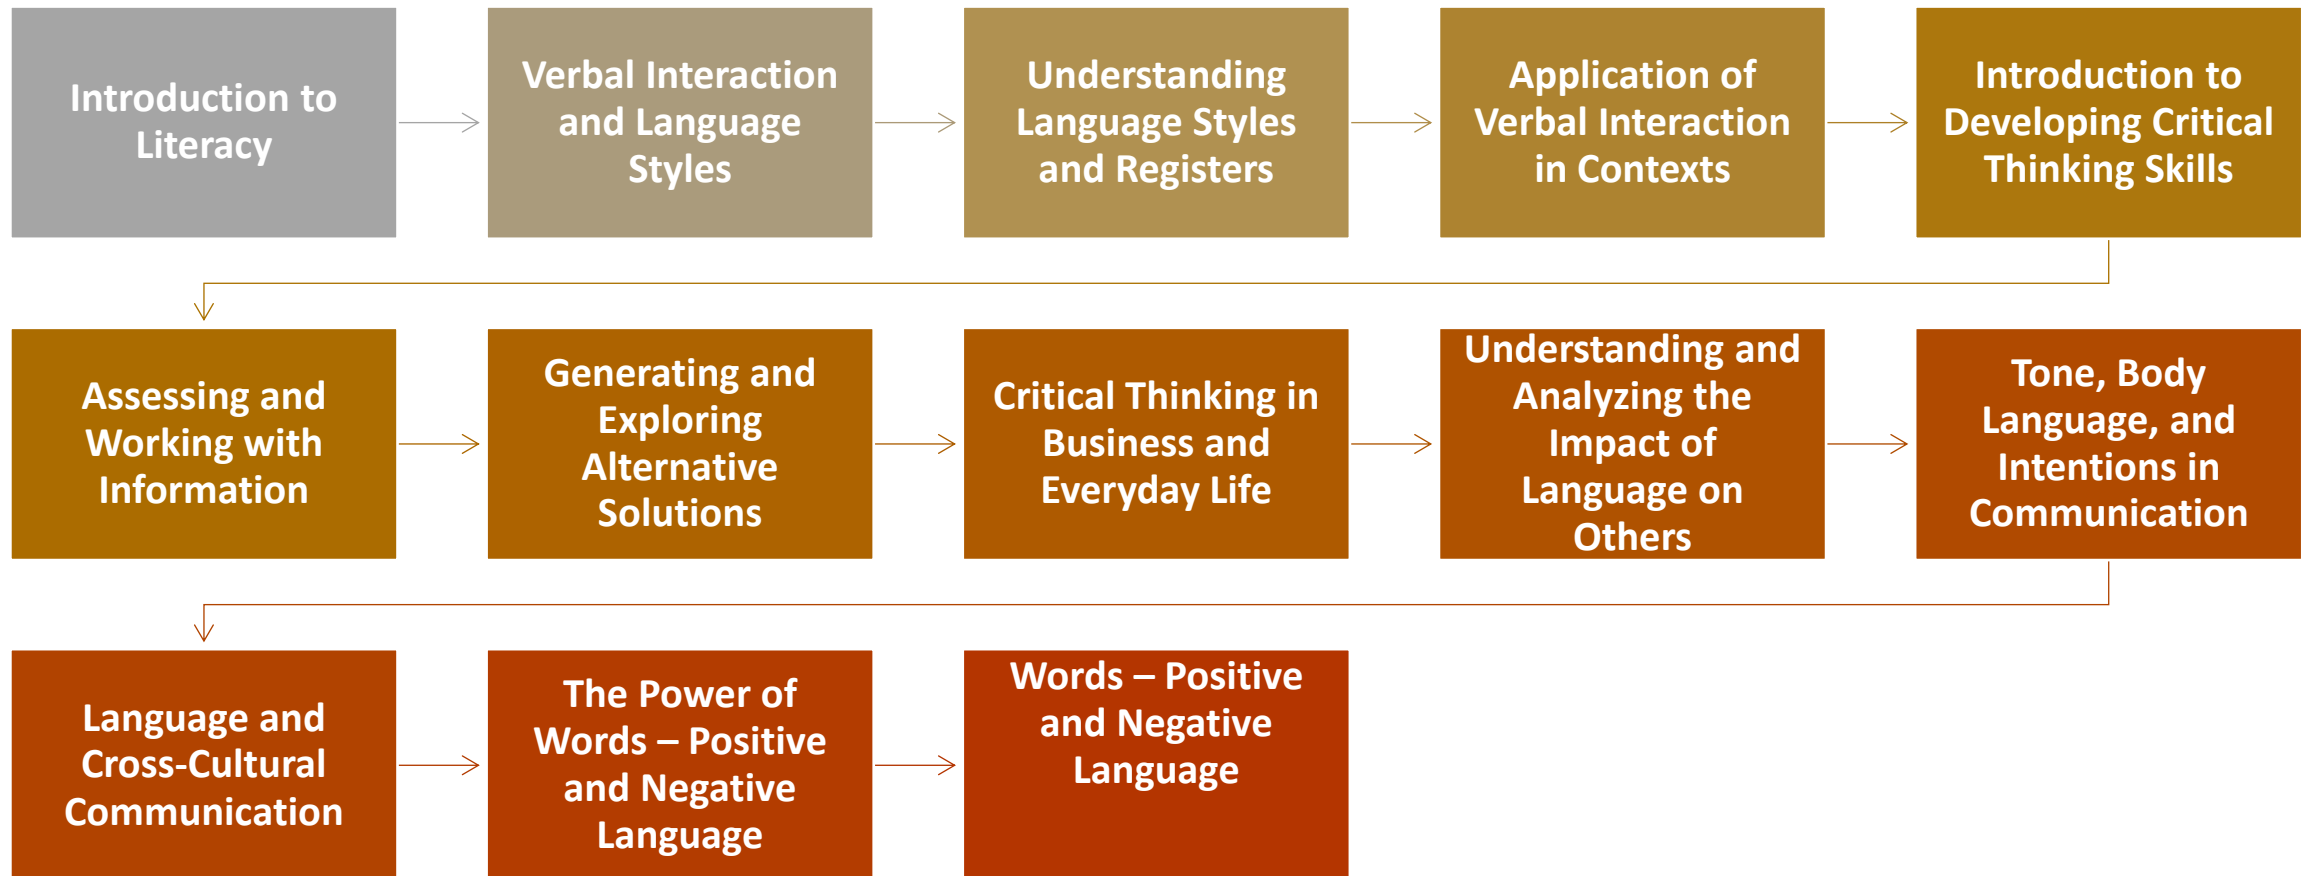 Introduction to
Literacy
Verbal Interaction
and Language
Styles
Understanding
Language Styles
and Registers
Application of
Verbal Interaction
in Contexts
Introduction to
Developing Critical
Thinking Skills
Assessing and
Working with
Information
Generating and
Exploring
Alternative
Solutions
Critical Thinking in
Business and
Everyday Life
Understanding and
Analyzing the
Impact of
Language on
Others
Tone, Body
Language, and
Intentions in
Communication
Language and
Cross-Cultural
Communication
The Power of
Words – Positive
and Negative
Language
Words – Positive
and Negative
Language